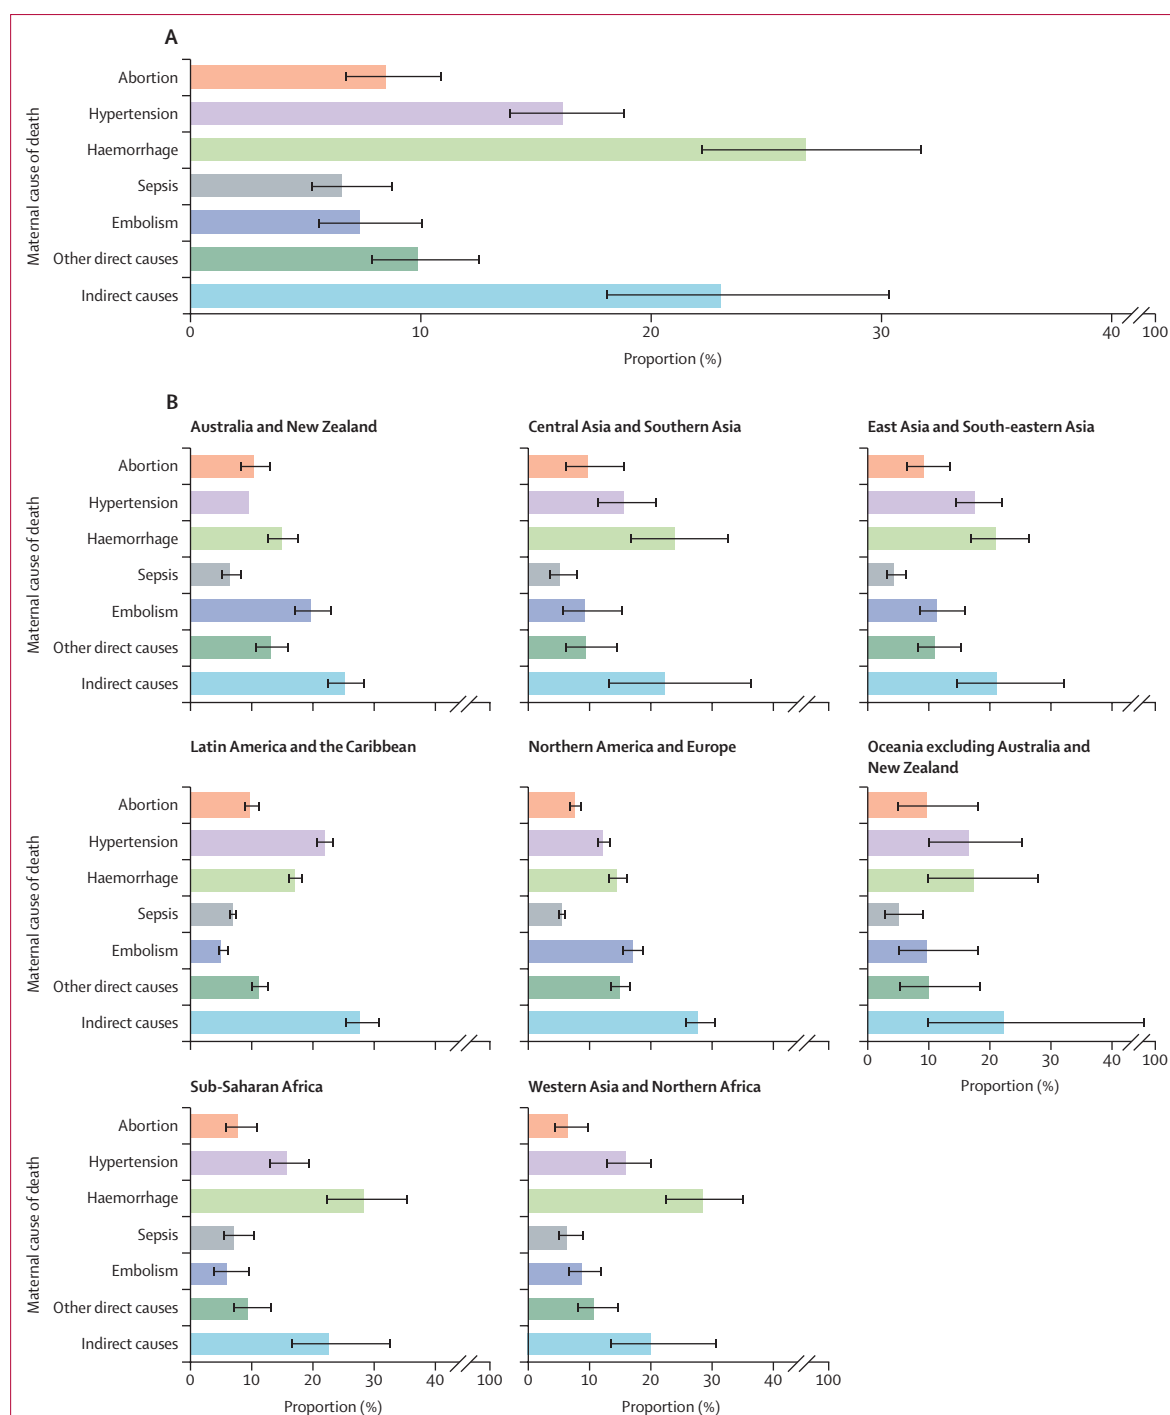 A
Maternal cause of death
Abortion
Hypertension
Haemorrhage
Sepsis
Embolism
Other direct causes
Indirect causes
0 10 20 30 40 100
Proportion (%)
B
Australia and New Zealand
Central Asia and Southern Asia
East Asia and South-eastern Asia
Maternal cause of death
Abortion
Hypertension
Haemorrhage
Sepsis
Embolism
Other direct causes
Indirect causes
Latin America and the Caribbean
Northern America and Europe
Oceania excluding Australia and
New Zealand
Maternal cause of death
Abortion
Hypertension
Haemorrhage
Sepsis
Embolism
Other direct causes
Indirect causes
0 10 20 30 40 100
Proportion (%)
Sub-Saharan Africa
Western Asia and Northern Africa
Maternal cause of death
Abortion
Hypertension
Haemorrhage
Sepsis
Embolism
Other direct causes
Indirect causes
0 10 20 30 40 100
0 10 20 30 40 100
Proportion (%)
Proportion (%)